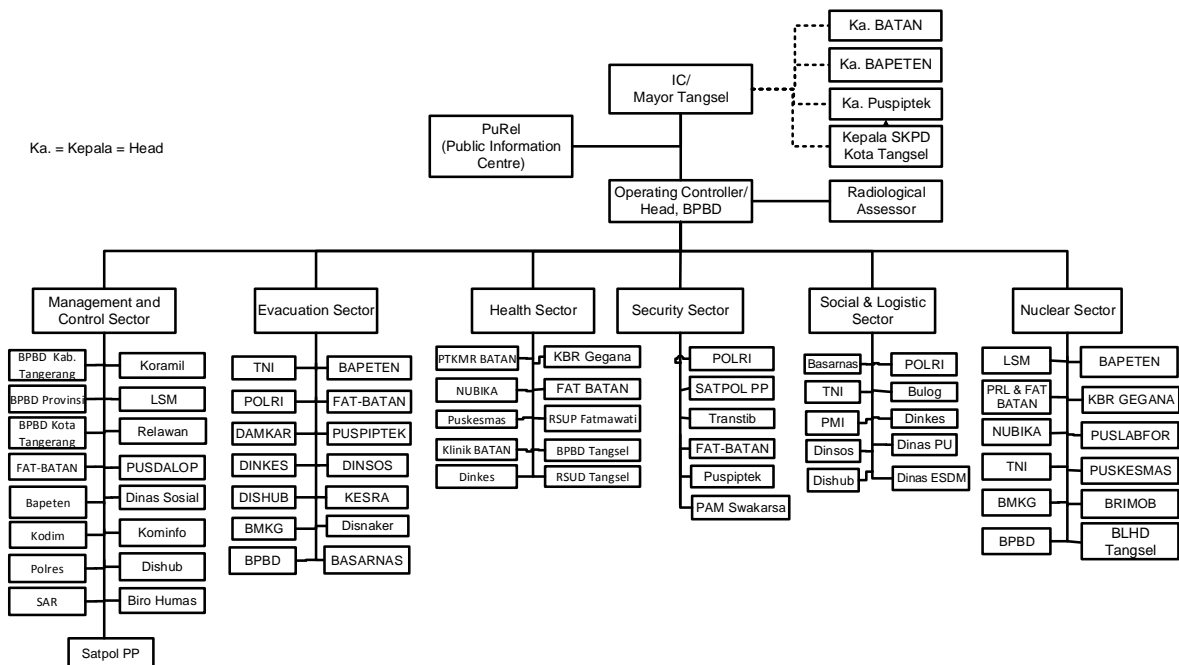 Ka. BATAN
IC/
Mayor Tangsel
Ka. BAPETEN
Ka. Puspiptek
Kepala SKPD
Kota Tangsel
Ka. = Kepala = Head
PuRel
(Public Information
Centre)
Operating Controller/
Head, BPBD
Radiological
Assessor
Management and
Control Sector
BPBD Kab.
Tangerang
Koramil
BPBD Provinsi
LSM
BPBD Kota
Tangerang
Relawan
FAT-BATAN
PUSDALOP
Bapeten
Dinas Sosial
Kodim
Kominfo
Polres
Dishub
SAR
Biro Humas
Satpol PP
Evacuation Sector
TNI
BAPETEN
POLRI
FAT-BATAN
DAMKAR
PUSPIPTEK
DINKES
DINSOS
DISHUB
KESRA
BMKG
Disnaker
BPBD
BASARNAS
Health Sector
PTKMR BATAN
KBR Gegana
NUBIKA
FAT BATAN
Puskesmas
RSUP Fatmawati
Klinik BATAN
BPBD Tangsel
Dinkes
RSUD Tangsel
Security Sector
POLRI
SATPOL PP
Transtib
FAT-BATAN
Puspiptek
PAM Swakarsa
Social & Logistic
Sector
Basarnas
POLRI
TNI
Bulog
PMI
Dinkes
Dinsos
Dinas PU
Dishub
Dinas ESDM
Nuclear Sector
LSM
BAPETEN
PRL & FAT
BATAN
KBR GEGANA
NUBIKA
PUSLABFOR
TNI
PUSKESMAS
BMKG
BRIMOB
BPBD
BLHD
Tangsel